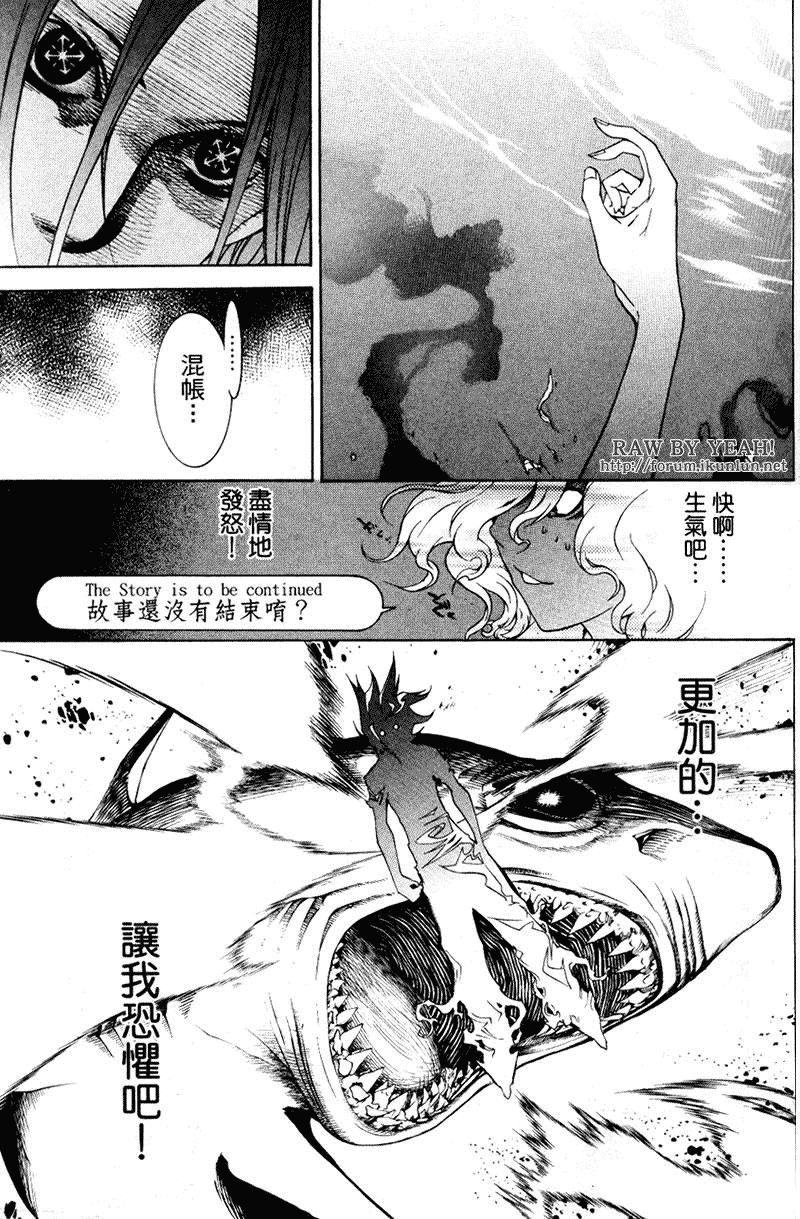 RAW BY YEAH!
http://forum.ikunlun.net
……
混帳…
快啊……
生氣吧…
盡情地
發怒！
The Story is to be continued
故事還沒有結束唷？
更加的…
讓我恐懼吧！